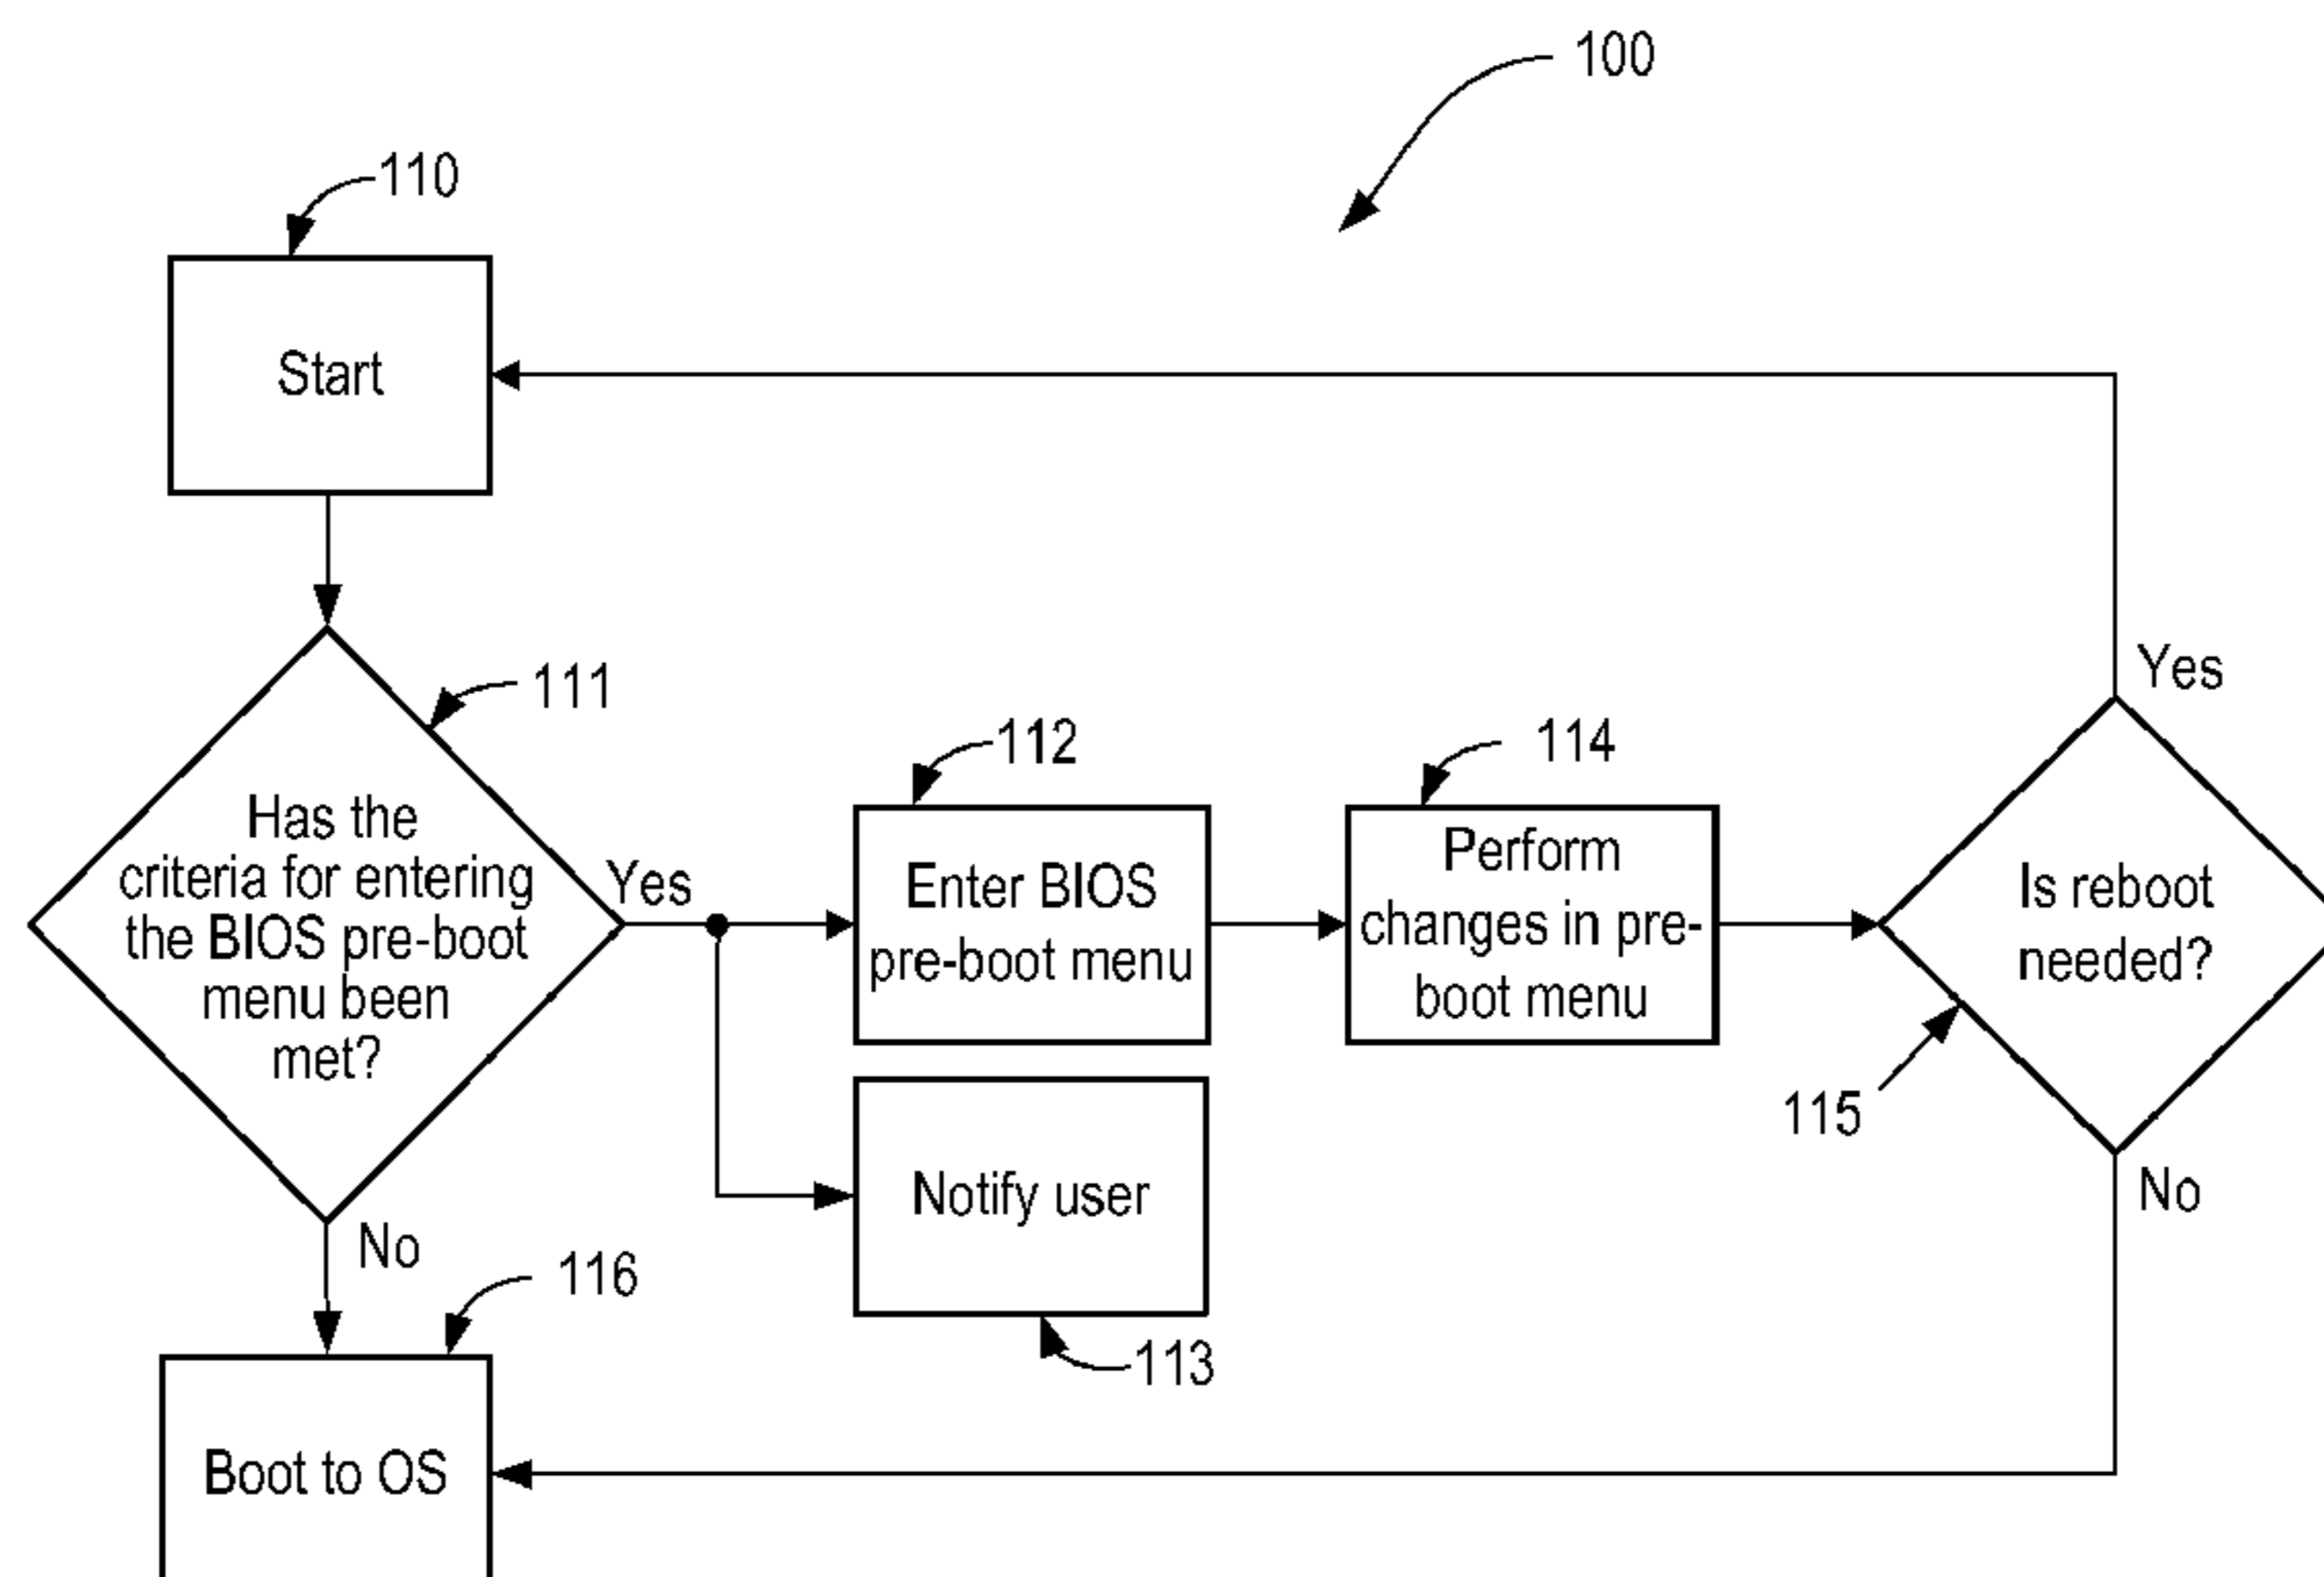 100
110
Start
111
Has the
criteria for entering
the BIOS pre-boot
menu been
met?
Yes
No
112
Enter BIOS
pre-boot menu
114
Perform
changes in pre-
boot menu
Yes
Is reboot
needed?
115
No
Notify user
113
116
Boot to OS